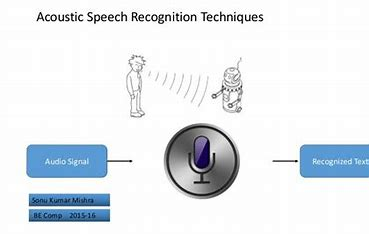 Acoustic Speech Recognition Techniques
Audio Signal
Recognized Text
Sonu Kumar Mishra
BE Comp 2015-16